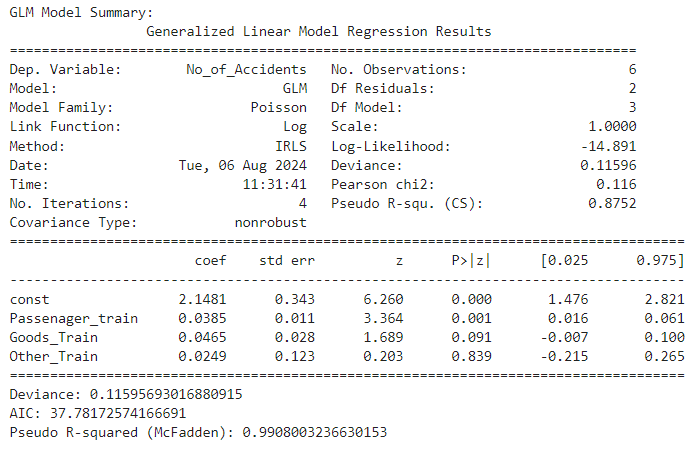 GLM Model Summary:
Generalized Linear Model Regression Results
==============================================================================
Dep. Variable: No_of_Accidents No. Observations: 6
Model: GLM Df Residuals: 2
Model Family: Poisson Df Model: 3
Link Function: Log Scale: 1.0000
Method: IRLS Log-Likelihood: -14.891
Date: Tue, 06 Aug 2024 Deviance: 0.11596
Time: 11:31:41 Pearson chi2: 0.116
No. Iterations: 4 Pseudo R-squ. (CS): 0.8752
Covariance Type: nonrobust
====================================================================================
coef std err z P>|z| [0.025 0.975]
------------------------------------------------------------------------------------
const 2.1481 0.343 6.260 0.000 1.476 2.821
Passenager_train 0.0385 0.011 3.364 0.001 0.016 0.061
Goods_Train 0.0465 0.028 1.689 0.091 -0.007 0.100
Other_Train 0.0249 0.123 0.203 0.839 -0.215 0.265
====================================================================================
Deviance: 0.11595693016880915
AIC: 37.78172574166691
Pseudo R-squared (McFadden): 0.9908003236630153